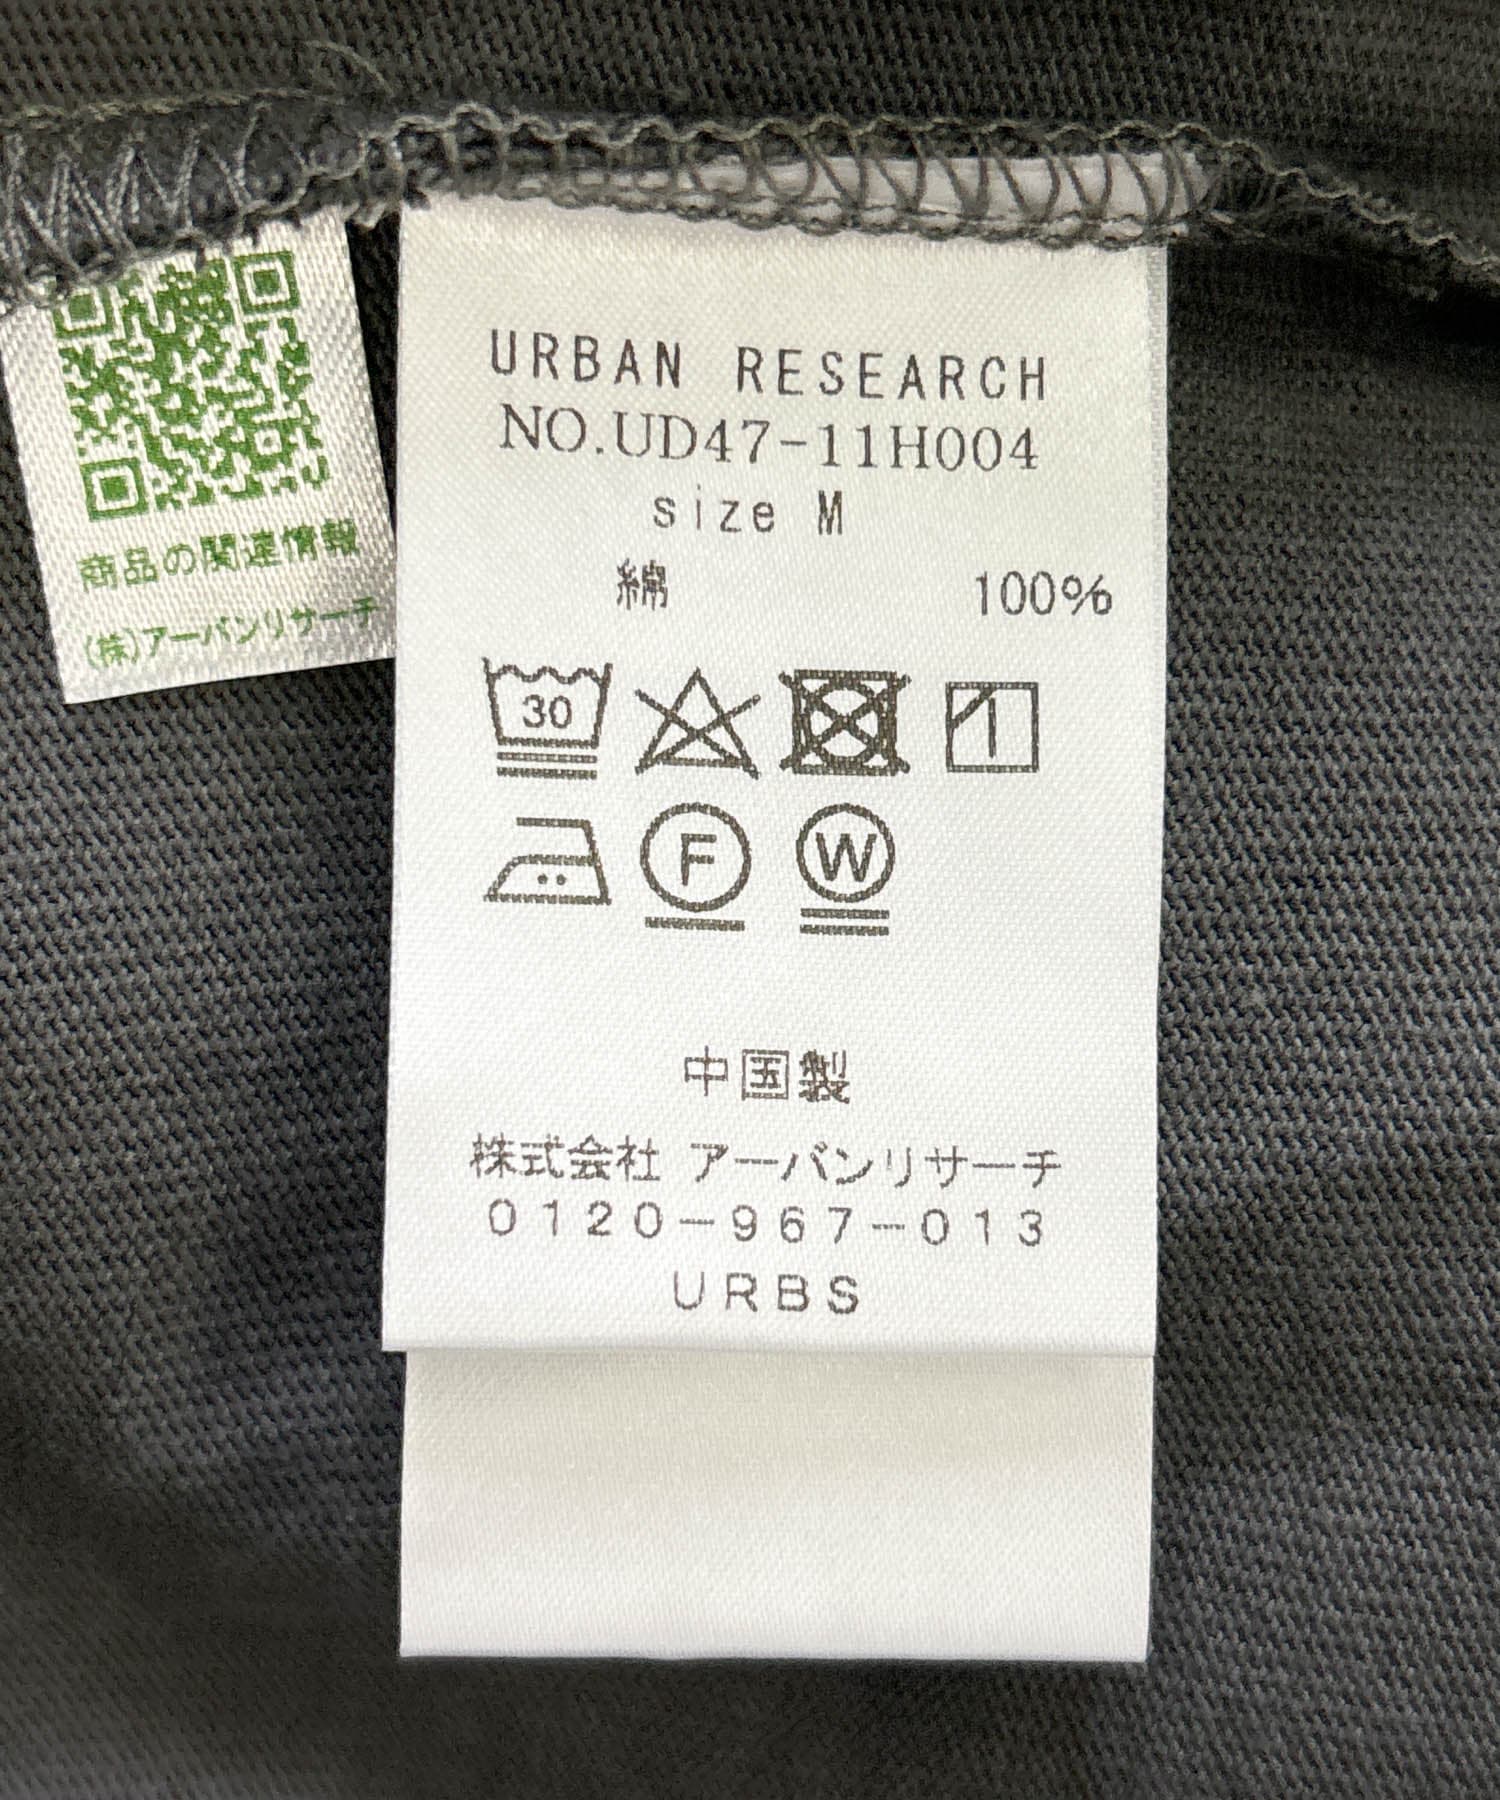 商品の関連情報
(株)アーバンリサーチ
URBAN RESEARCH
NO.UD47-11H004
size M
綿 100%
30
F
W
中国製
株式会社 アーバンリサーチ
0120-967-013
URBS